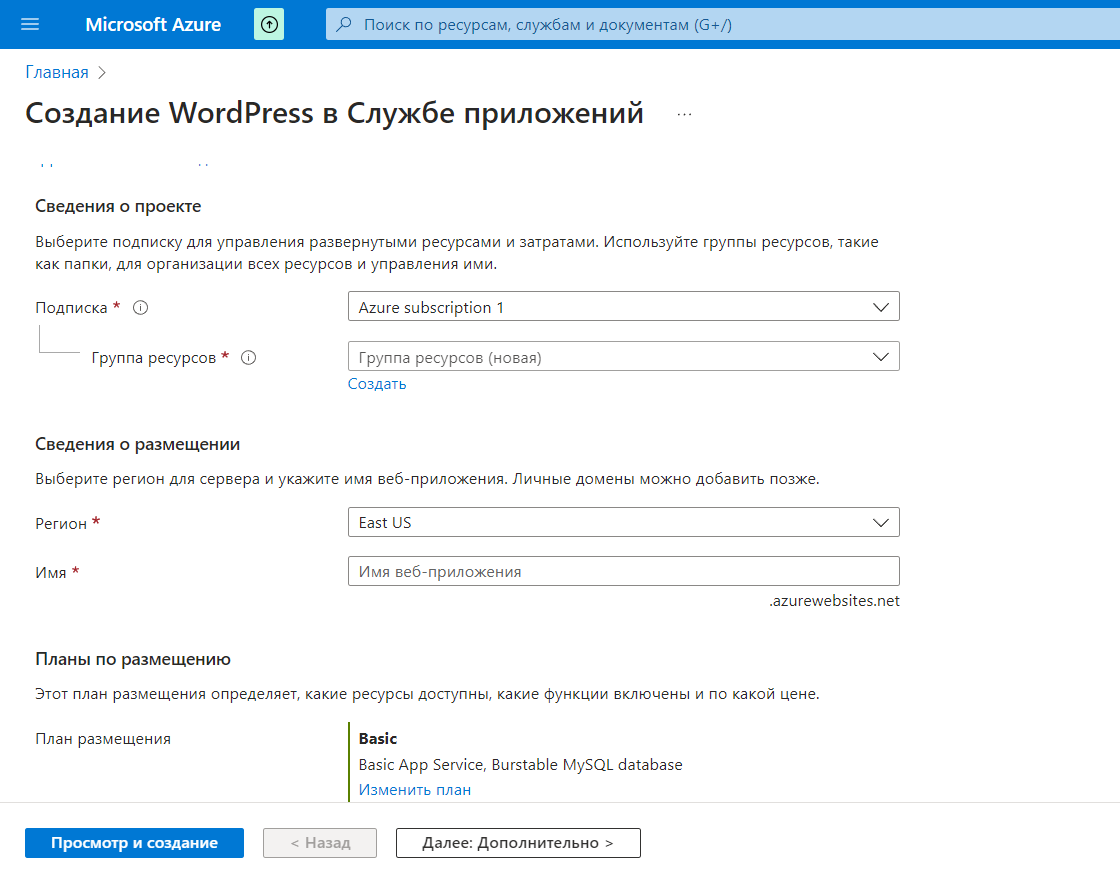 Microsoft Azure
Поиск по ресурсам, службам и документам (G+/)
Главная >
Создание WordPress в Службе приложений ...
Сведения о проекте
Выберите подписку для управления развернутыми ресурсами и затратами. Используйте группы ресурсов, такие
как папки, для организации всех ресурсов и управления ими.
Подписка *
Azure subscription 1
Группа ресурсов *
Группа ресурсов (новая)
Создать
Сведения о размещении
Выберите регион для сервера и укажите имя веб-приложения. Личные домены можно добавить позже.
Регион *
East US
Имя *
Имя веб-приложения
.azurewebsites.net
Планы по размещению
Этот план размещения определяет, какие ресурсы доступны, какие функции включены и по какой цене.
План размещения
Basic
Basic App Service, Burstable MySQL database
Изменить план
Просмотр и создание
< Назад
Далее: Дополнительно >